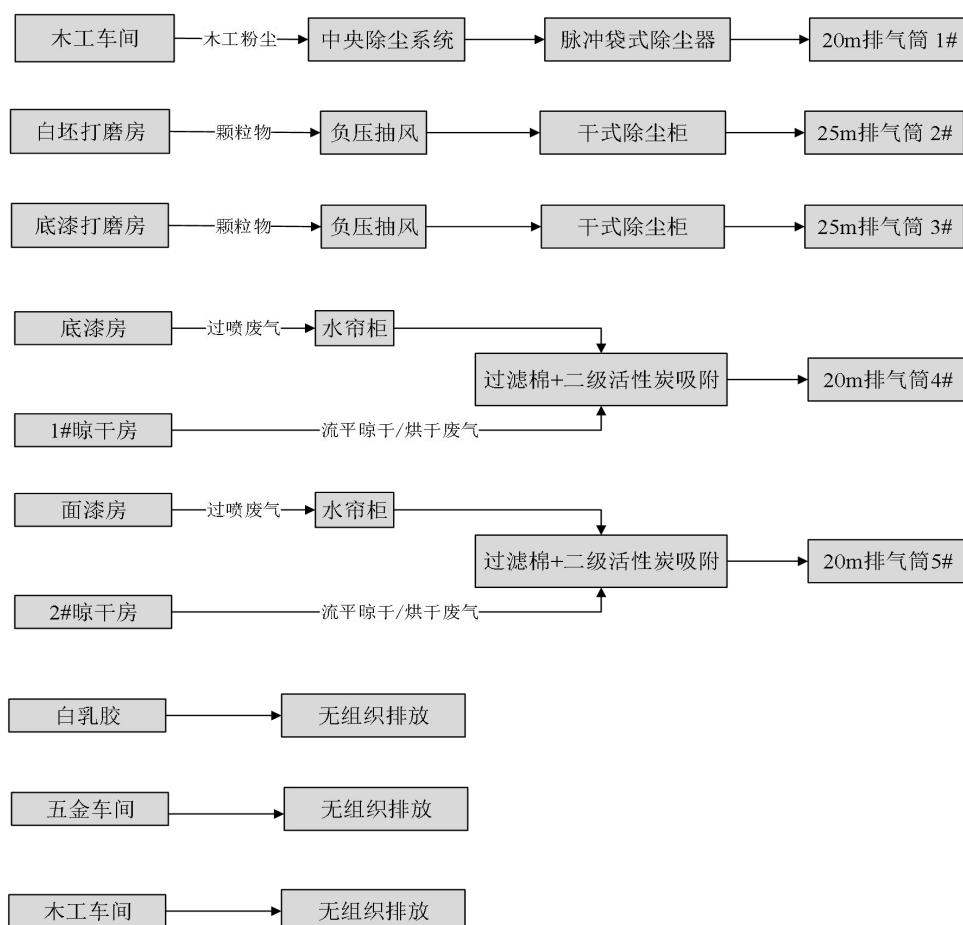 木工车间 木工粉尘 中央除尘系统 脉冲袋式除尘器 20m排气筒 1#
白坯打磨房 颗粒物 负压抽风 干式除尘柜 25m排气筒 2#
底漆打磨房 颗粒物 负压抽风 干式除尘柜 25m排气筒 3#
底漆房 过喷废气 水帘柜
过滤棉+二级活性炭吸附 20m排气筒4#
1#晾干房 流平晾干/烘干废气
面漆房 过喷废气 水帘柜
过滤棉+二级活性炭吸附 20m排气筒5#
2#晾干房 流平晾干/烘干废气
白乳胶 无组织排放
五金车间 无组织排放
木工车间 无组织排放